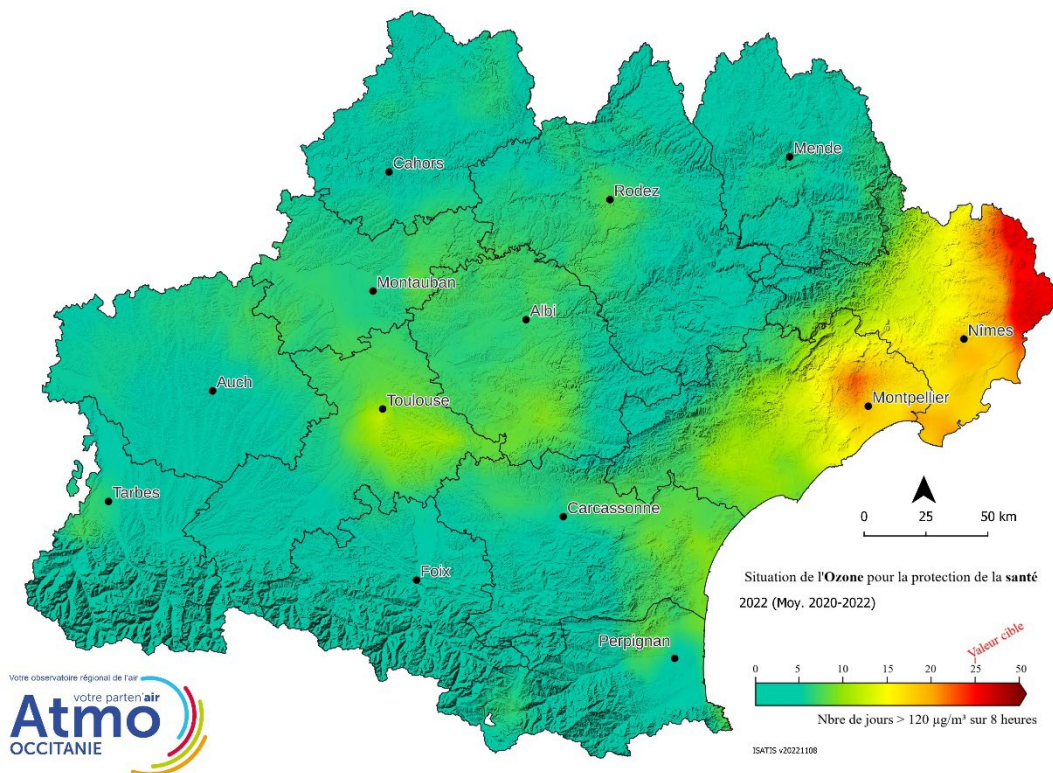 Cahors
Mende
Rodez
Montauban
Albi
Nîmes
Auch
Toulouse
Montpellier
Tarbes
Carcassonne
Foix
Perpignan
0 25 50 km
Situation de l'Ozone pour la protection de la santé
2022 (Moy. 2020-2022)
Valeur cible
0 5 10 15 20 25 50
Nbre de jours > 120 µg/m³ sur 8 heures
ISATIS v20221108
Votre observatoire régional de l'air
votre parten'air
Atmo
OCCITANIE